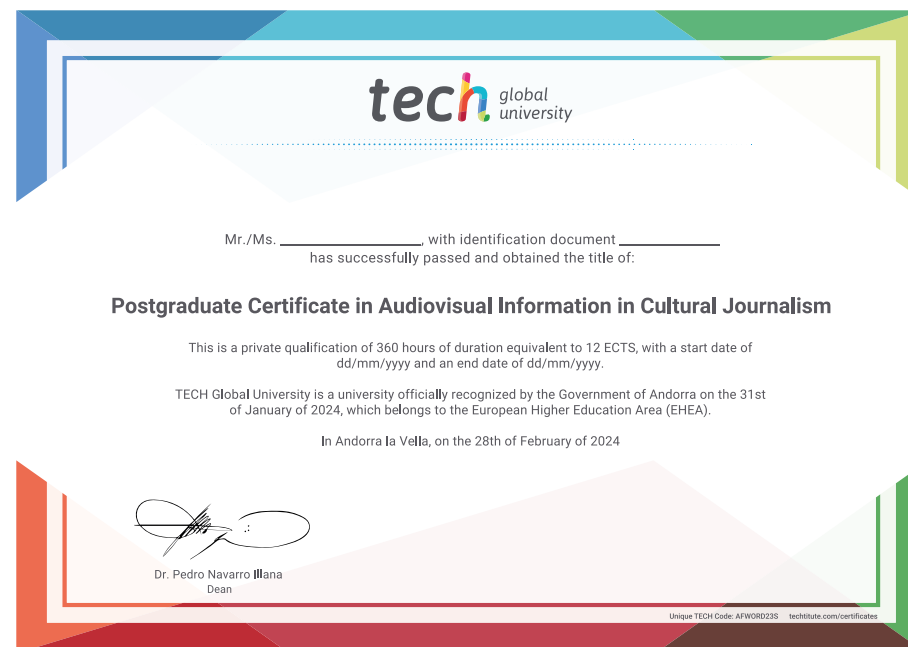 tech global
university
Mr./Ms. __________________, with identification document _____________
has successfully passed and obtained the title of:
Postgraduate Certificate in Audiovisual Information in Cultural Journalism
This is a private qualification of 360 hours of duration equivalent to 12 ECTS, with a start date of
dd/mm/yyyy and an end date of dd/mm/yyyy.
TECH Global University is a university officially recognized by the Government of Andorra on the 31st
of January of 2024, which belongs to the European Higher Education Area (EHEA).
In Andorra la Vella, on the 28th of February of 2024
Dr. Pedro Navarro Illana
Dean
Unique TECH Code: AFWORD23S techtitute.com/certificates